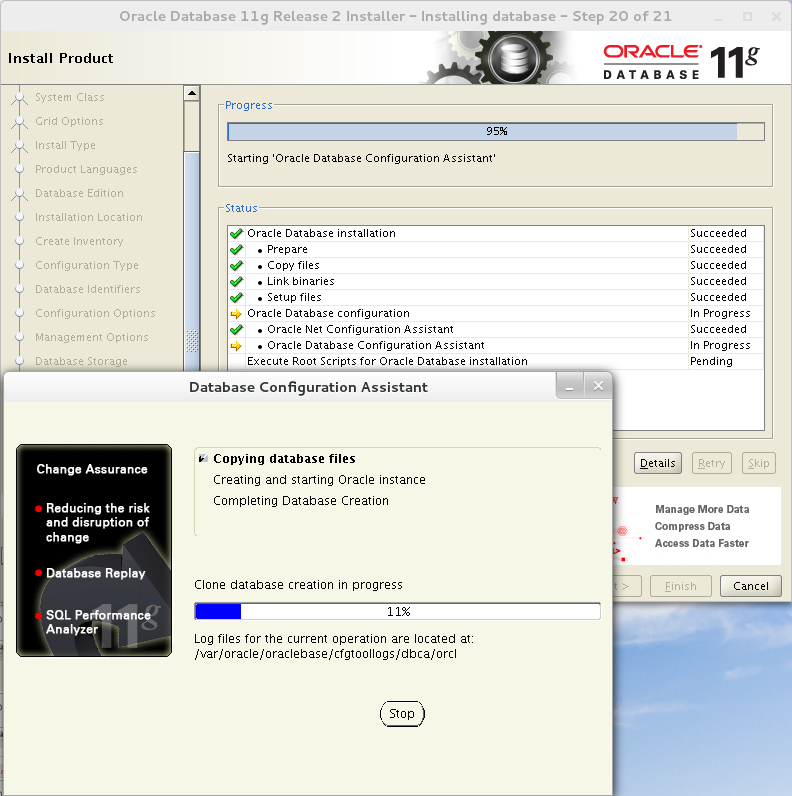 Oracle Database 11g Release 2 Installer - Installing database - Step 20 of 21
Install Product
ORACLE
DATABASE 11g
System Class
Grid Options
Install Type
Product Languages
Database Edition
Installation Location
Create Inventory
Configuration Type
Database Identifiers
Configuration Options
Management Options
Database Storage
Progress
95%
Starting 'Oracle Database Configuration Assistant'
Status
Oracle Database installation Succeeded
• Prepare Succeeded
• Copy files Succeeded
• Link binaries Succeeded
• Setup files Succeeded
Oracle Database configuration In Progress
• Oracle Net Configuration Assistant Succeeded
• Oracle Database Configuration Assistant In Progress
Execute Root Scripts for Oracle Database installation Pending
Details Retry Skip
Manage More Data
Compress Data
Access Data Faster
> Finish Cancel
Database Configuration Assistant
Change Assurance
• Reducing the risk
and disruption of
change
• Database Replay
• SQL Performance
Analyzer
11g
Copying database files
Creating and starting Oracle instance
Completing Database Creation
Clone database creation in progress
11%
Log files for the current operation are located at:
/var/oracle/oraclebase/cfgtoollogs/dbca/orcl
Stop